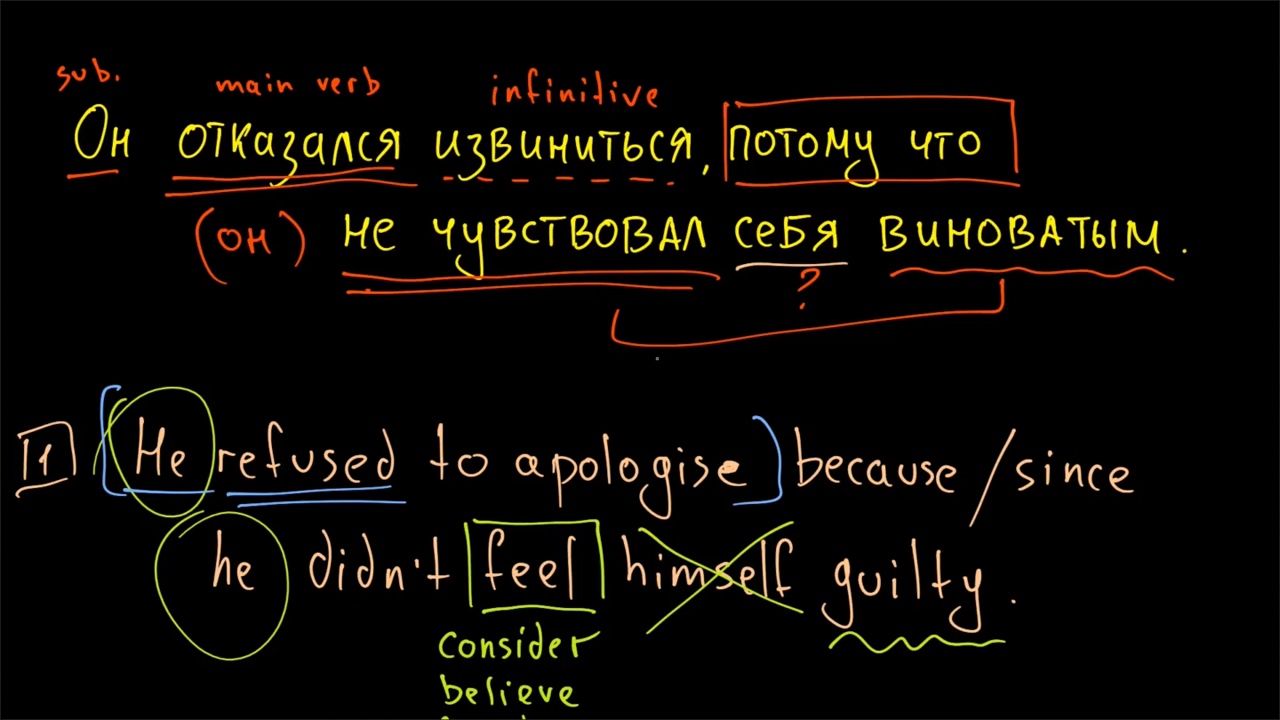 sub. main verb infinitive
Он отказался извиниться, потому что
(он) не чувствовал себя виноватым.
?
1 He refused to apologise because / since
he didn't feel himself guilty.
consider
believe